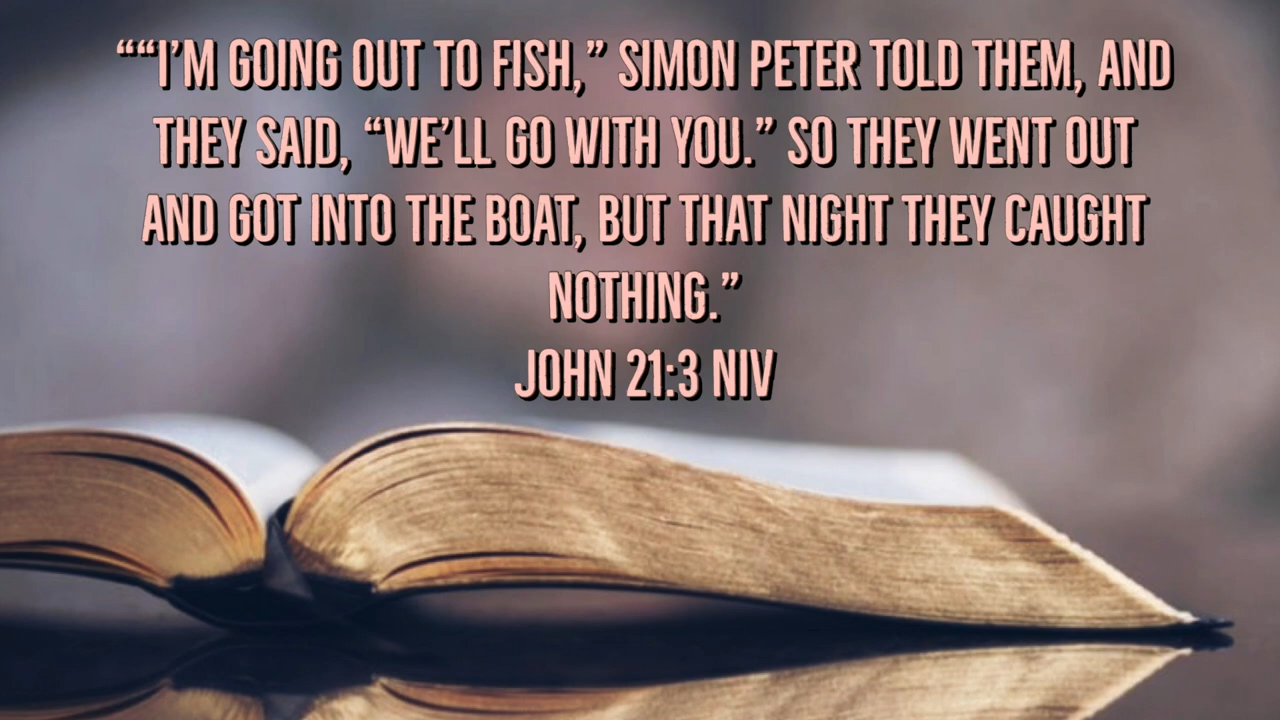 ““I’M GOING OUT TO FISH,” SIMON PETER TOLD THEM, AND
THEY SAID, “WE’LL GO WITH YOU.” SO THEY WENT OUT
AND GOT INTO THE BOAT, BUT THAT NIGHT THEY CAUGHT
NOTHING.”
JOHN 21:3 NIV